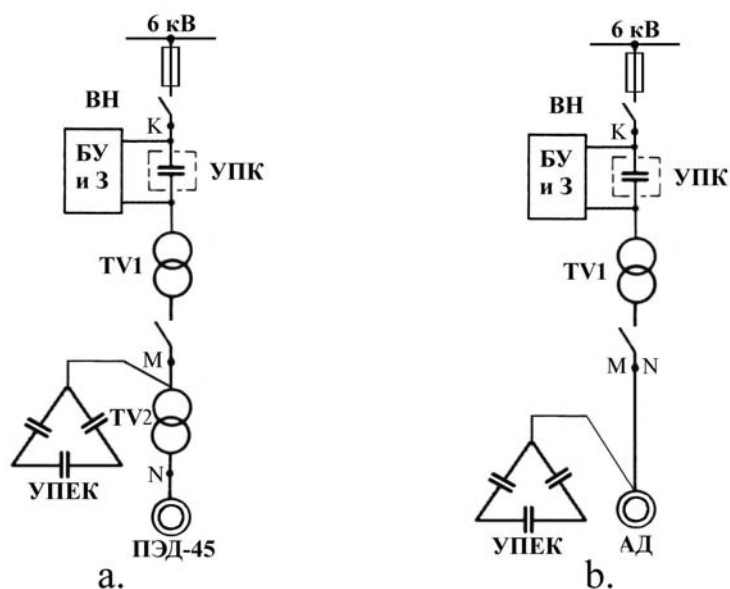 6 кВ
ВН
К
БУ
и З
УПК
TV1
М
TV2
N
УПЕК
ПЭД-45
a.
6 кВ
ВН
К
БУ
и З
УПК
TV1
М N
УПЕК
АД
b.